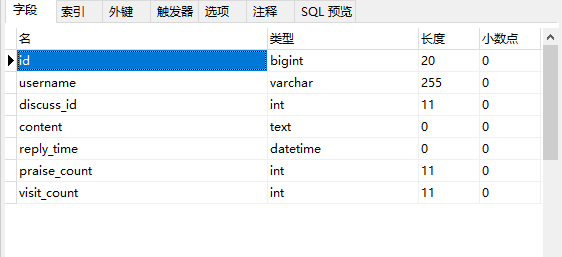 字段 索引 外键 触发器 选项 注释 SQL 预览
名 类型 长度 小数点
id bigint 20 0
username varchar 255 0
discuss_id int 11 0
content text 0 0
reply_time datetime 0 0
praise_count int 11 0
visit_count int 11 0